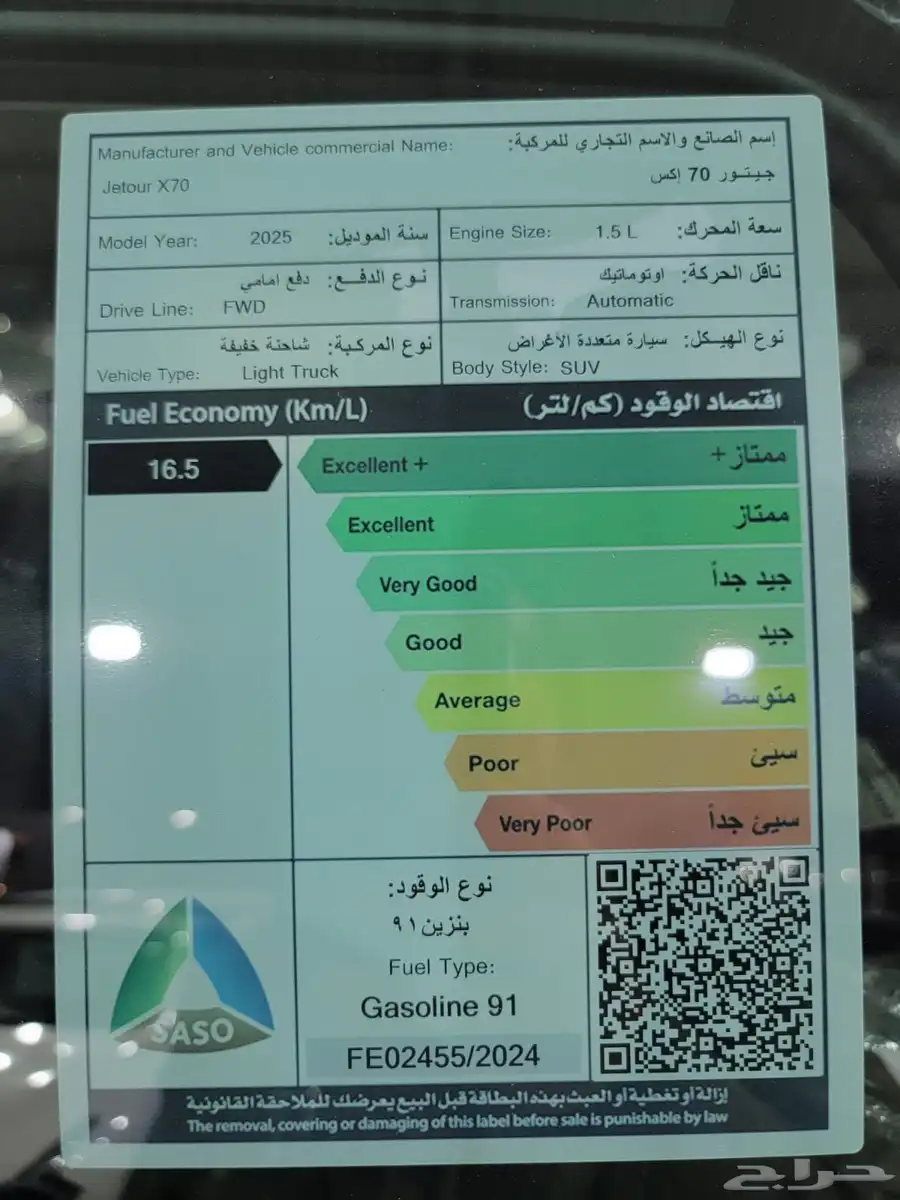 Manufacturer and Vehicle commercial Name: إسم الصانع والاسم التجاري للمركبة:
Jetour X70 جيتور 70 إكس
Model Year: 2025 سنة الموديل:
Engine Size: 1.5 L سعة المحرك:
نوع الدفع: دفع امامي
Drive Line: FWD
ناقل الحركة: اوتوماتيك
Transmission: Automatic
نوع المركبة: شاحنة خفيفة
Vehicle Type: Light Truck
نوع الهيكل: سيارة متعددة الأغراض
Body Style: SUV
Fuel Economy (Km/L) اقتصاد الوقود (كم/لتر)
16.5
Excellent + ممتاز +
Excellent ممتاز
Very Good جيد جداً
Good جيد
Average متوسط
Poor سيئ
Very Poor سيئ جداً
SASO
نوع الوقود:
بنزين ٩١
Fuel Type:
Gasoline 91
FE02455/2024
إزالة أو تغطية أو العبث بهذه البطاقة قبل البيع يعرضك للملاحقة القانونية
The removal, covering or damaging of this label before sale is punishable by law
حراج